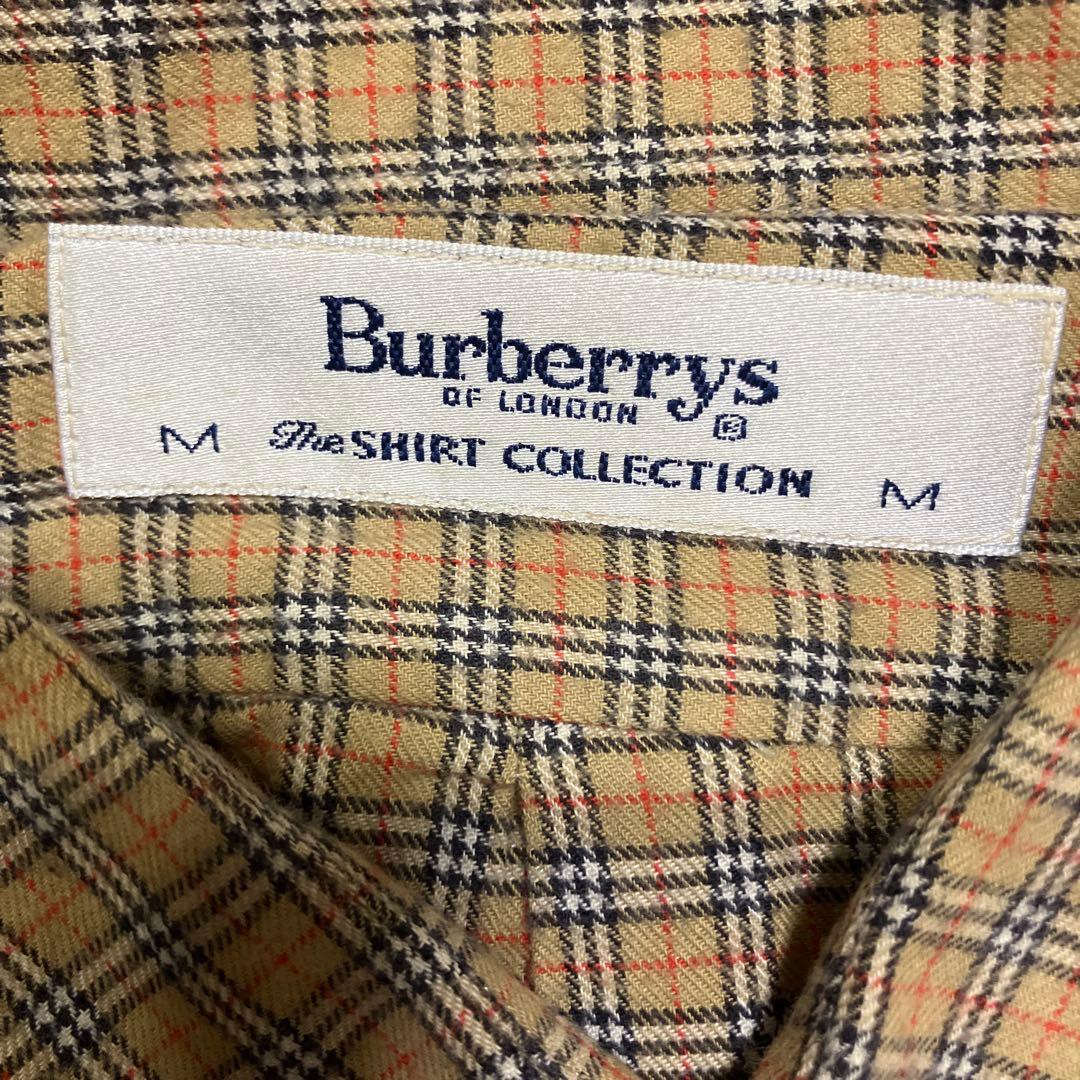 Burberrys
OF LONDON ®
M The SHIRT COLLECTION M